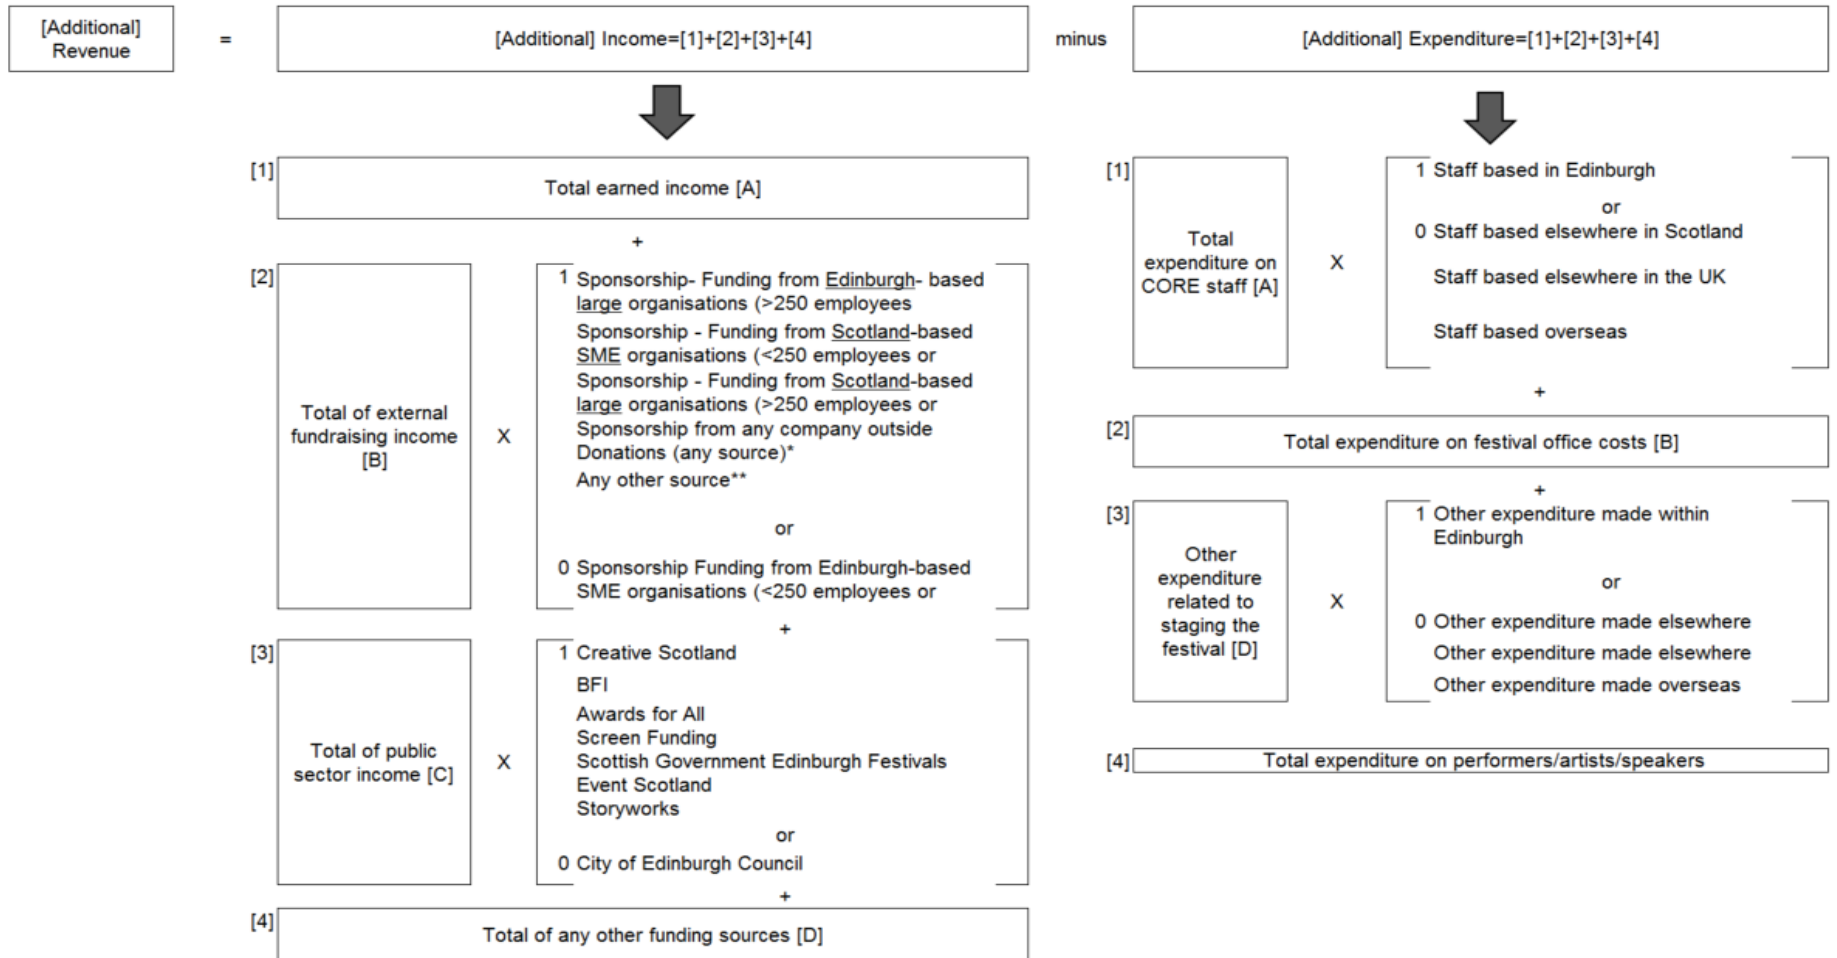 [Additional]
Revenue
=
[Additional] Income=[1]+[2]+[3]+[4]
minus
[Additional] Expenditure=[1]+[2]+[3]+[4]
[1]
Total earned income [A]
+
[2]
Total of external
fundraising income
[B]
X
1 Sponsorship- Funding from Edinburgh- based
large organisations (>250 employees
Sponsorship - Funding from Scotland-based
SME organisations (<250 employees or
Sponsorship - Funding from Scotland-based
large organisations (>250 employees or
Sponsorship from any company outside
Donations (any source)*
Any other source**
or
0 Sponsorship Funding from Edinburgh-based
SME organisations (<250 employees or
+
[3]
Total of public
sector income [C]
X
1 Creative Scotland
BFI
Awards for All
Screen Funding
Scottish Government Edinburgh Festivals
Event Scotland
Storyworks
or
0 City of Edinburgh Council
+
[4]
Total of any other funding sources [D]
[1]
Total
expenditure on
CORE staff [A]
X
1 Staff based in Edinburgh
or
0 Staff based elsewhere in Scotland
Staff based elsewhere in the UK
Staff based overseas
+
[2]
Total expenditure on festival office costs [B]
+
[3]
Other
expenditure
related to
staging the
festival [D]
X
1 Other expenditure made within
Edinburgh
or
0 Other expenditure made elsewhere
Other expenditure made elsewhere
Other expenditure made overseas
[4]
Total expenditure on performers/artists/speakers